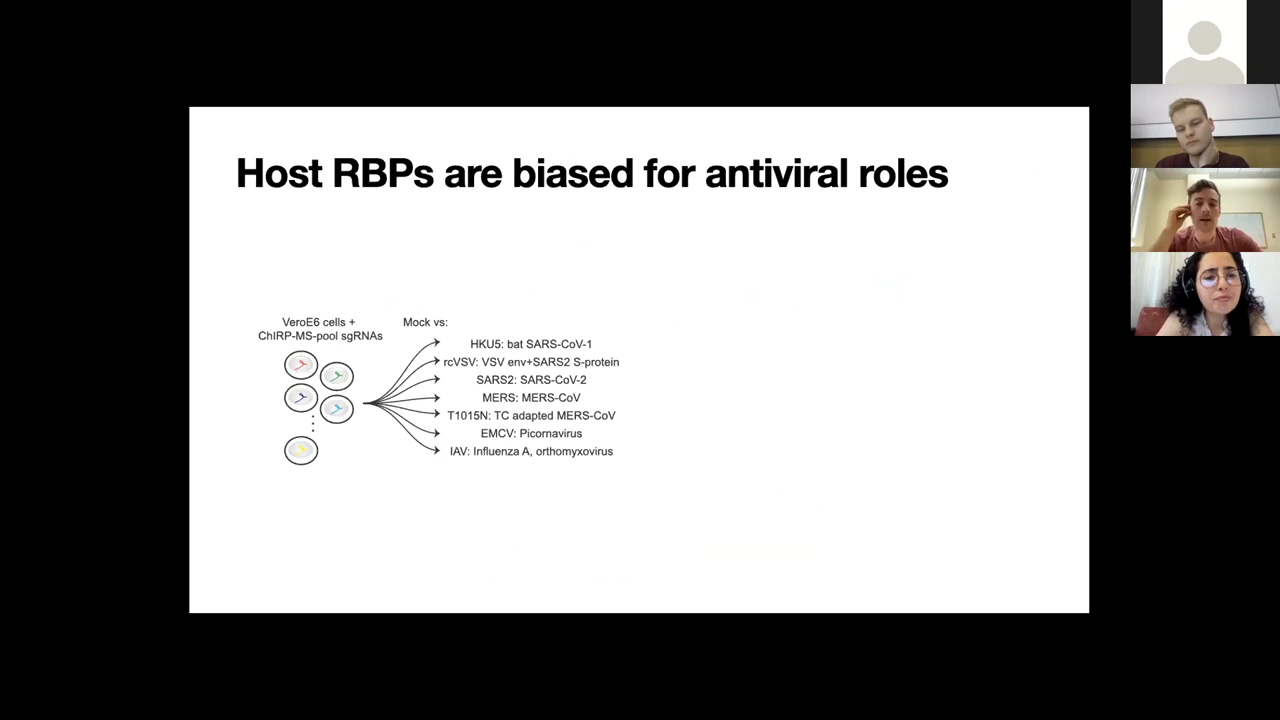 Host RBPs are biased for antiviral roles
VeroE6 cells +
ChIRP-MS-pool sgRNAs
Mock vs:
HKU5: bat SARS-CoV-1
rcVSV: VSV env+SARS2 S-protein
SARS2: SARS-CoV-2
MERS: MERS-CoV
T1015N: TC adapted MERS-CoV
EMCV: Picornavirus
IAV: Influenza A, orthomyxovirus